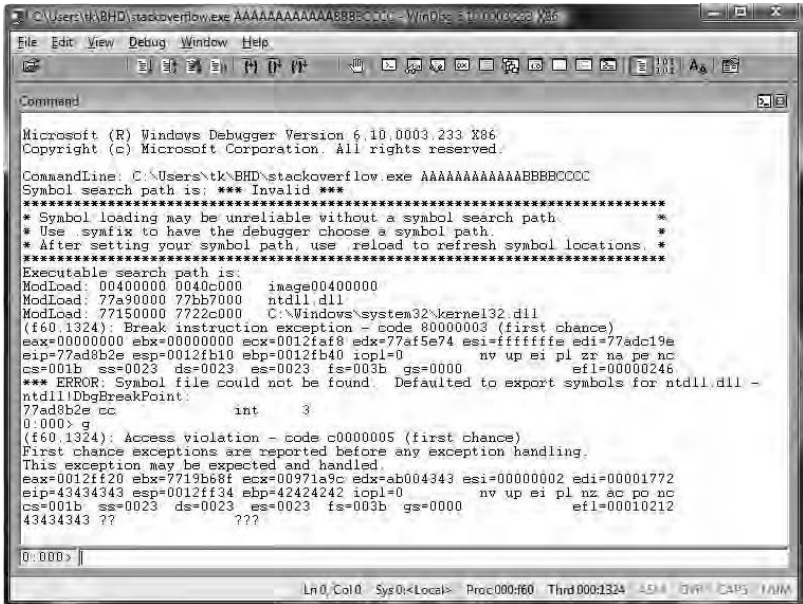 C:\Users\tk\BHD\stackoverflow.exe AAAAAAAAAAAABBBBCCCC - WinDbg:6.10.0003.233 X86
File Edit View Debug Window Help
Command
Microsoft (R) Windows Debugger Version 6.10.0003.233 X86
Copyright (c) Microsoft Corporation. All rights reserved.
CommandLine: C:\Users\tk\BHD\stackoverflow.exe AAAAAAAAAAAABBBBCCCC
Symbol search path is: *** Invalid ***
****************************************************************************
* Symbol loading may be unreliable without a symbol search path. *
* Use .symfix to have the debugger choose a symbol path. *
* After setting your symbol path, use .reload to refresh symbol locations. *
****************************************************************************
Executable search path is:
ModLoad: 00400000 0040c000 image00400000
ModLoad: 77a90000 77bb7000 ntdll.dll
ModLoad: 77150000 7722c000 C:\Windows\system32\kernel32.dll
(f60.1324): Break instruction exception - code 80000003 (first chance)
eax=00000000 ebx=00000000 ecx=0012faf8 edx=77af5e74 esi=fffffffe edi=77adc19e
eip=77ad8b2e esp=0012fb10 ebp=0012fb40 iopl=0 nv up ei pl zr na pe nc
cs=001b ss=0023 ds=0023 es=0023 fs=003b gs=0000 efl=00000246
*** ERROR: Symbol file could not be found. Defaulted to export symbols for ntdll.dll -
ntdll!DbgBreakPoint:
77ad8b2e cc int 3
0:000> g
(f60.1324): Access violation - code c0000005 (first chance)
First chance exceptions are reported before any exception handling.
This exception may be expected and handled.
eax=0012ff20 ebx=7719b68f ecx=00971a9c edx=ab004343 esi=00000002 edi=00001772
eip=43434343 esp=0012ff34 ebp=42424242 iopl=0 nv up ei pl nz ac po nc
cs=001b ss=0023 ds=0023 es=0023 fs=003b gs=0000 efl=00010212
43434343 ?? ???
0:000>
Ln 0, Col 0 Sys 0:<Local> Proc 000:f60 Thrd 000:1324 ASM OVR CAPS NUM